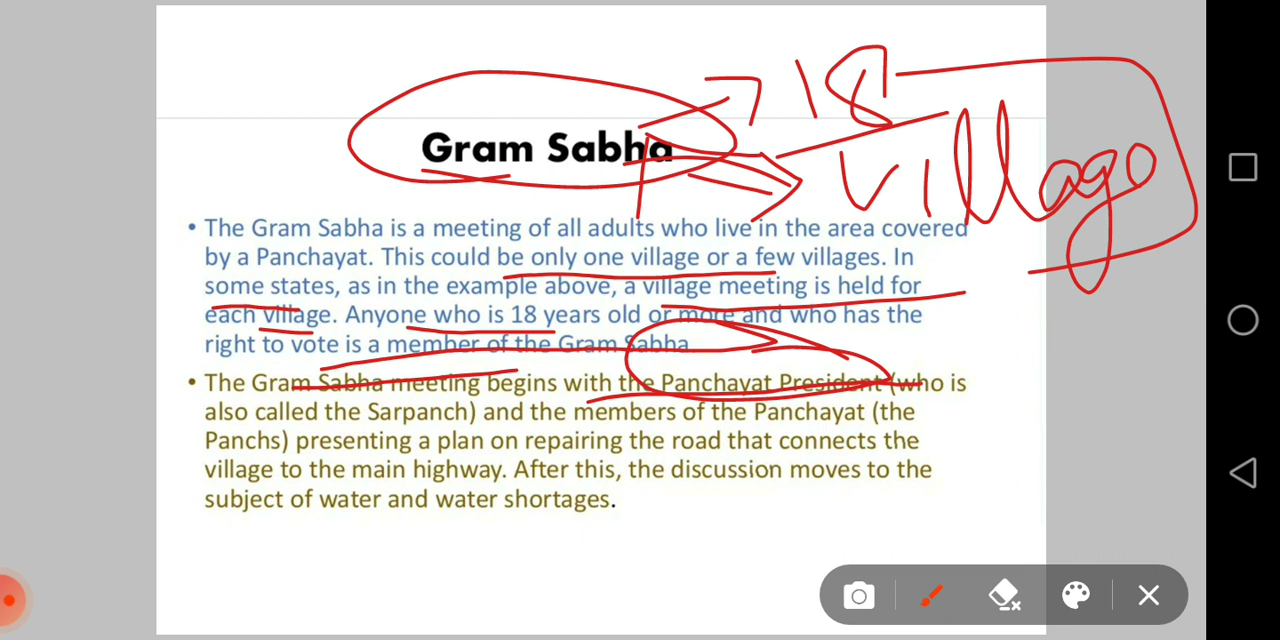 718
Village
Gram Sabha
• The Gram Sabha is a meeting of all adults who live in the area covered
by a Panchayat. This could be only one village or a few villages. In
some states, as in the example above, a village meeting is held for
each village. Anyone who is 18 years old or more and who has the
right to vote is a member of the Gram Sabha
• The Gram Sabha meeting begins with the Panchayat President (who is
also called the Sarpanch) and the members of the Panchayat (the
Panchs) presenting a plan on repairing the road that connects the
village to the main highway. After this, the discussion moves to the
subject of water and water shortages.